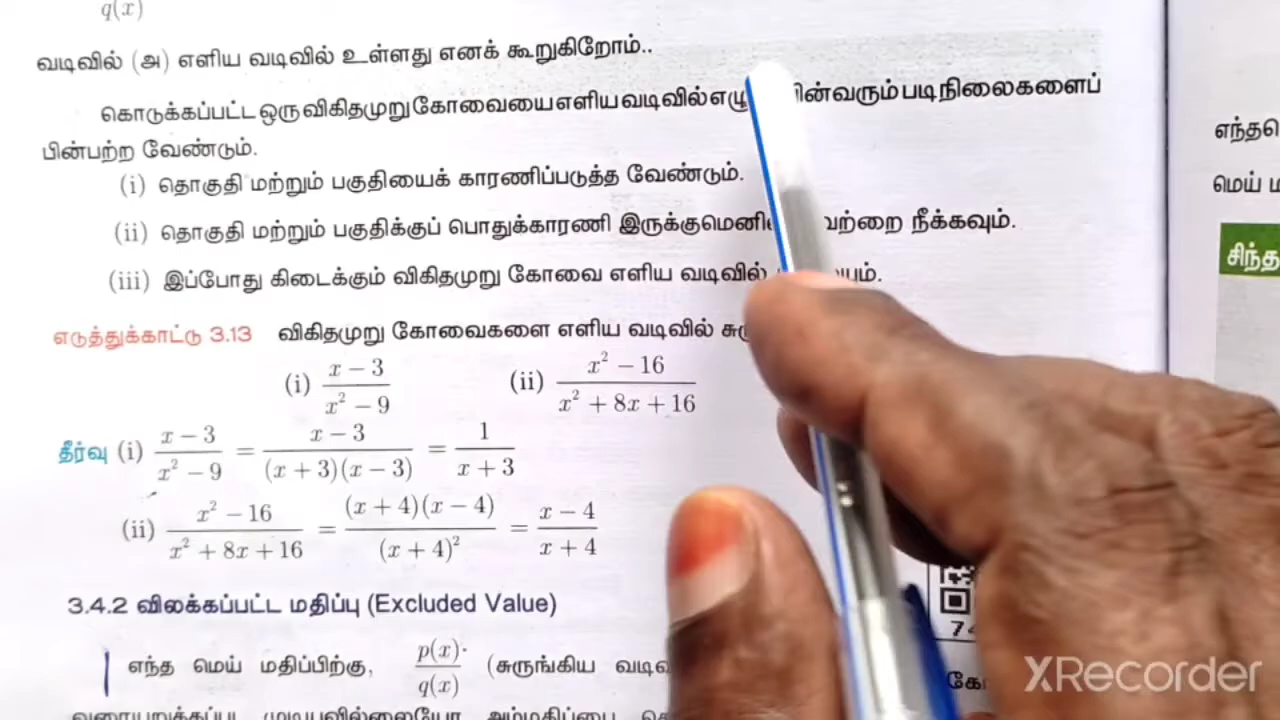 q(x)
வடிவில் (அ) எளிய வடிவில் உள்ளது எனக் கூறுகிறோம்..
கொடுக்கப்பட்ட ஒரு விகிதமுறு கோவையை எளிய வடிவில் வரும் படிநிலைகளைப்
பின்பற்ற வேண்டும்.
(i) தொகுதி மற்றும் பகுதியைக் காரணிப்படுத்த வேண்டும்.
(ii) தொகுதி மற்றும் பகுதிக்குப் பொதுக்காரணி நீக்கவும்.
(iii) இப்போது கிடைக்கும் விகிதமுறு கோவை எளிய வடிவில்
எடுத்துக்காட்டு 3.13 விகிதமுறு கோவைகளை எளிய வடிவில்
(i) (x − 3)/(x² − 9) (ii) (x² − 16)/(x² + 8x + 16)
தீர்வு (i) (x − 3)/(x² − 9) = (x − 3)/((x + 3)(x − 3)) = 1/(x + 3)
(ii) (x² − 16)/(x² + 8x + 16) = ((x + 4)(x − 4))/((x + 4)²) = (x − 4)/(x + 4)
3.4.2 விலக்கப்பட்ட மதிப்பு (Excluded Value)
எந்த மெய் மதிப்பிற்கு, p(x)/q(x) (சுருங்கிய
மெய்
74
XRecorder